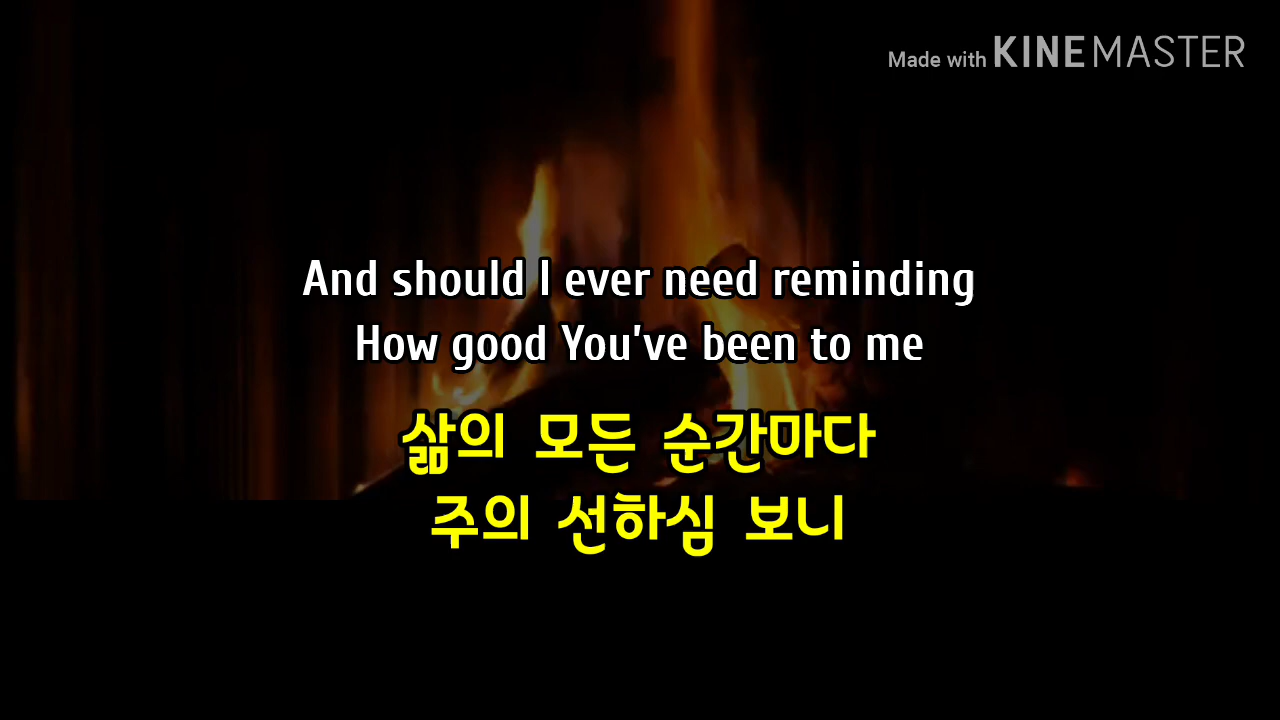 Made with KINEMASTER
And should I ever need reminding
How good You've been to me
삶의 모든 순간마다
주의 선하심 보니